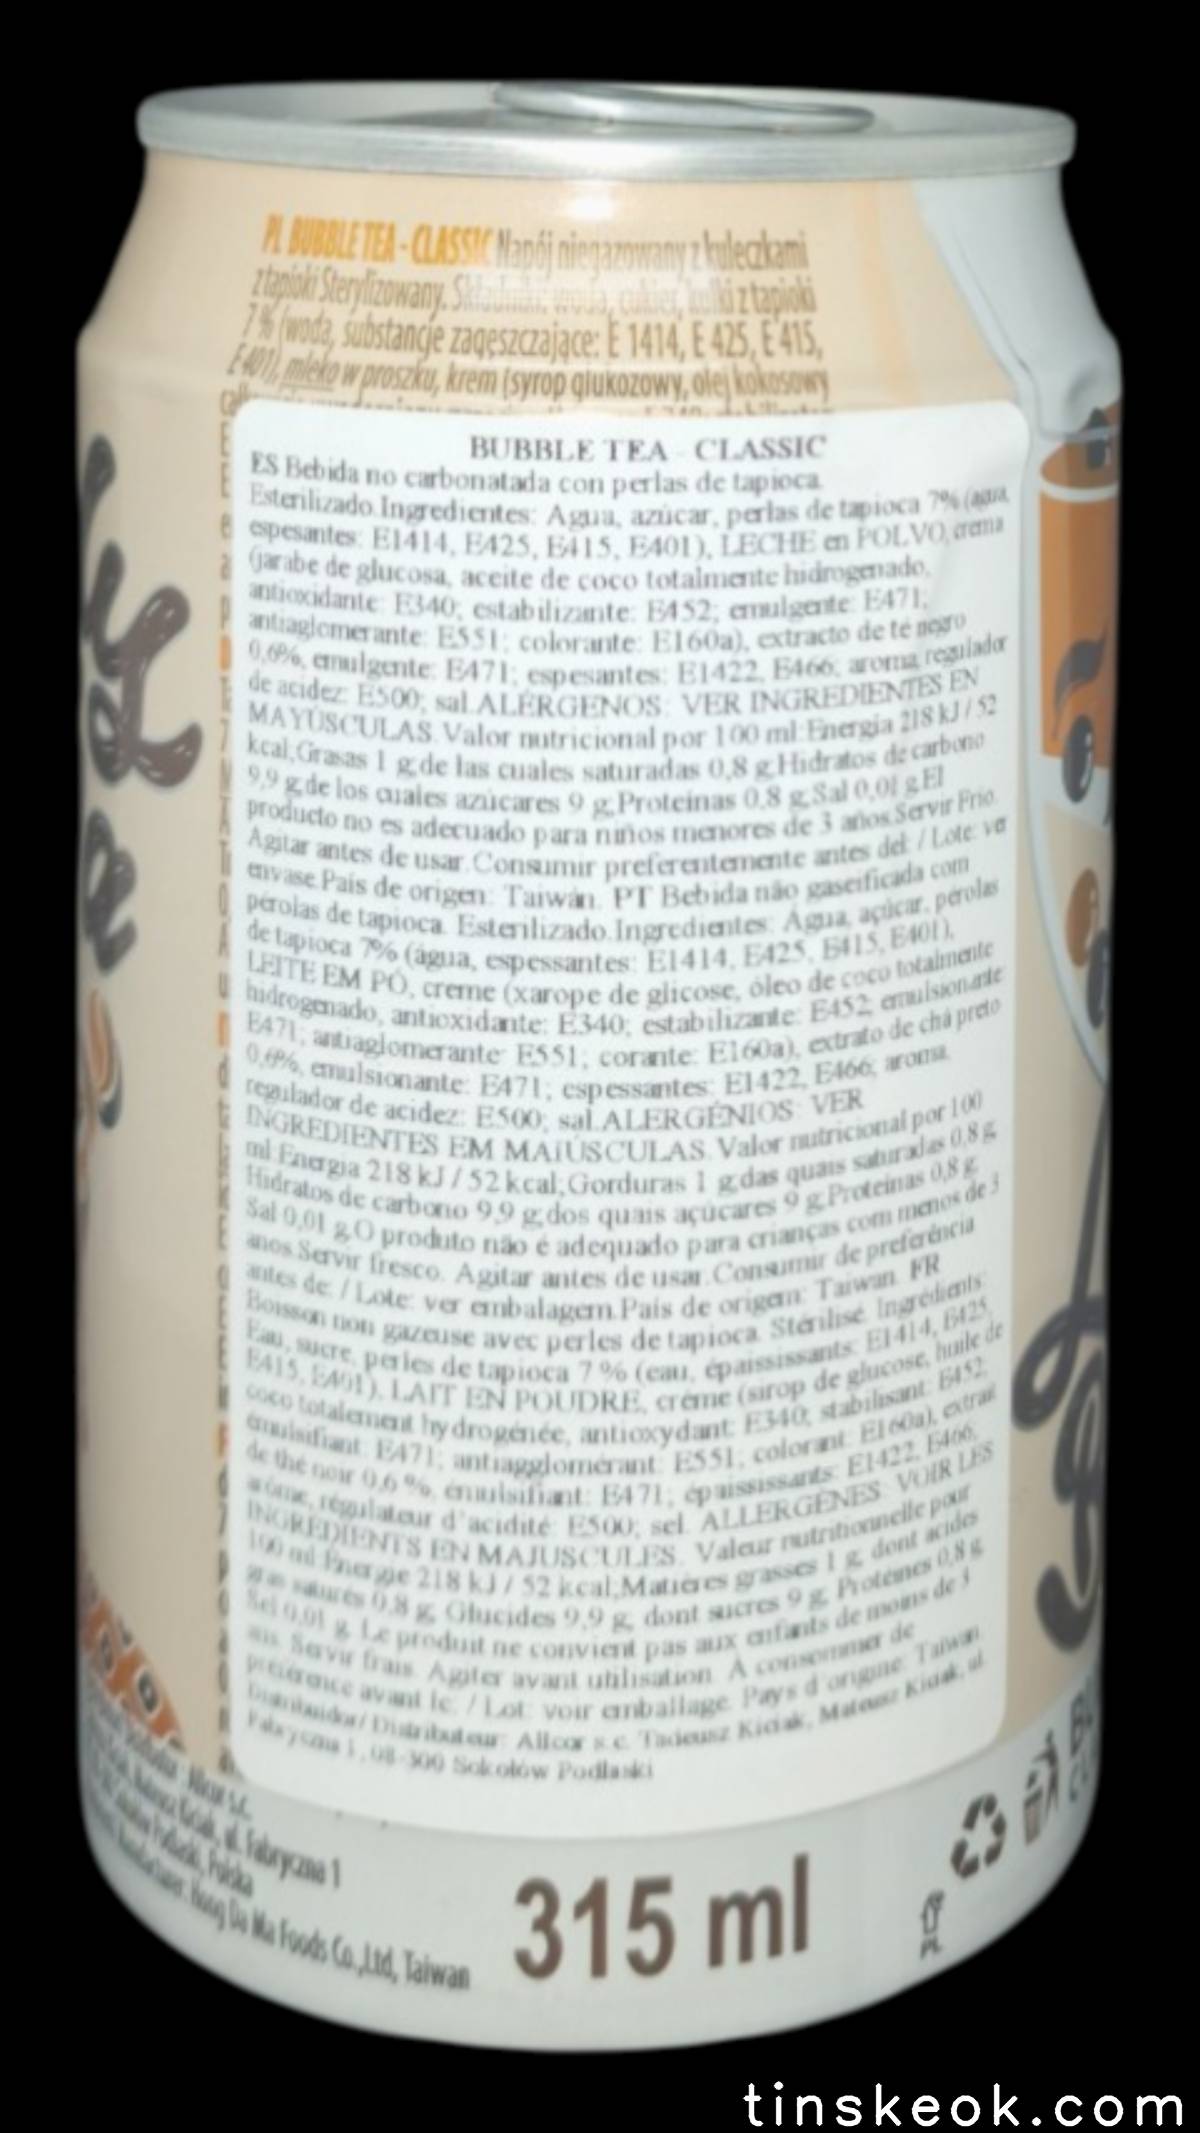 PL BUBBLE TEA - CLASSIC Napój niegazowany z kuleczkami
z tapioki Sterylizowany. Składniki: woda, cukier, kulki z tapioki
7 % (woda, substancje zagęszczające: E 1414, E 425, E 415,
E401), mleko w proszku, krem (syrop glukozowy, olej kokosowy
BUBBLE TEA - CLASSIC
ES Bebida no carbonatada con perlas de tapioca.
Esterilizado.Ingredientes: Agua, azúcar, perlas de tapioca 7% (agua,
espesantes: E1414, E425, E415, E401), LECHE en POLVO, crema
(jarabe de glucosa, aceite de coco totalmente hidrogenado,
antioxidante: E340; estabilizante: E452; emulgente: E471;
antiaglomerante: E551; colorante: E160a), extracto de té negro
0,6%, emulgente: E471; espesantes: E1422, E466; aroma, regulador
de acidez: E500; sal.ALÉRGENOS: VER INGREDIENTES EN
MAYÚSCULAS.Valor nutricional por 100 ml:Energia 218 kJ / 52
kcal;Grasas 1 g;de las cuales saturadas 0,8 g;Hidratos de carbono
9,9 g;de los cuales azúcares 9 g;Proteínas 0,8 g;Sal 0,01 g.El
producto no es adecuado para niños menores de 3 años.Servir Frio.
Agitar antes de usar.Consumir preferentemente antes del: / Lote: ver
envase.País de origen: Taiwán. PT Bebida não gaseificada com
pérolas de tapioca. Esterilizado.Ingredientes: Água, açúcar, pérolas
de tapioca 7% (água, espessantes: E1414, E425, E415, E401),
LEITE EM PÓ, creme (xarope de glicose, óleo de coco totalmente
hidrogenado, antioxidante: E340; estabilizante: E452; emulsionante:
E471; antiaglomerante: E551; corante: E160a), extrato de chá preto
0,6%, emulsionante: E471; espessantes: E1422, E466; aroma,
regulador de acidez: E500; sal.ALERGÉNIOS: VER
INGREDIENTES EM MAIÚSCULAS.Valor nutricional por 100
ml:Energia 218 kJ / 52 kcal;Gorduras 1 g;das quais saturadas 0,8 g;
Hidratos de carbono 9,9 g;dos quais açúcares 9 g;Proteínas 0,8 g;
Sal 0,01 g.O produto não é adequado para crianças com menos de 3
anos.Servir fresco. Agitar antes de usar.Consumir de preferência
antes de: / Lote: ver embalagem.País de origem: Taiwan. FR
Boisson non gazeuse avec perles de tapioca. Stérilisé. Ingrédients:
Eau, sucre, perles de tapioca 7 % (eau, épaississants: E1414, E425,
E415, E401), LAIT EN POUDRE, crème (sirop de glucose, huile de
coco totalement hydrogénée, antioxydant: E340; stabilisant: E452;
émulsifiant: E471; antiagglomérant: E551; colorant: E160a), extrait
de thé noir 0,6 %, émulsifiant: E471; épaississants: E1422, E466;
arôme, régulateur d'acidité: E500; sel. ALLERGÈNES: VOIR LES
INGRÉDIENTS EN MAJUSCULES. Valeur nutritionnelle pour
100 ml:Énergie 218 kJ / 52 kcal;Matières grasses 1 g, dont acides
gras saturés 0,8 g; Glucides 9,9 g, dont sucres 9 g; Protéines 0,8 g;
Sel 0,01 g. Le produit ne convient pas aux enfants de moins de 3
ans. Servir frais. Agiter avant utilisation. À consommer de
préférence avant le: / Lot: voir emballage. Pays d'origine: Taïwan.
Distribuidor/ Distributeur: Allcor s.c. Tadeusz Kiciak, Mateusz Kiciak, ul.
Fabryczna 1, 08-300 Sokołów Podlaski
Allcor s.c.
Kiciak, ul. Fabryczna 1
Podlaski, Polska
Hong Da Ma Foods Co.,Ltd, Taiwan
315 ml
PL
tinskeok.com